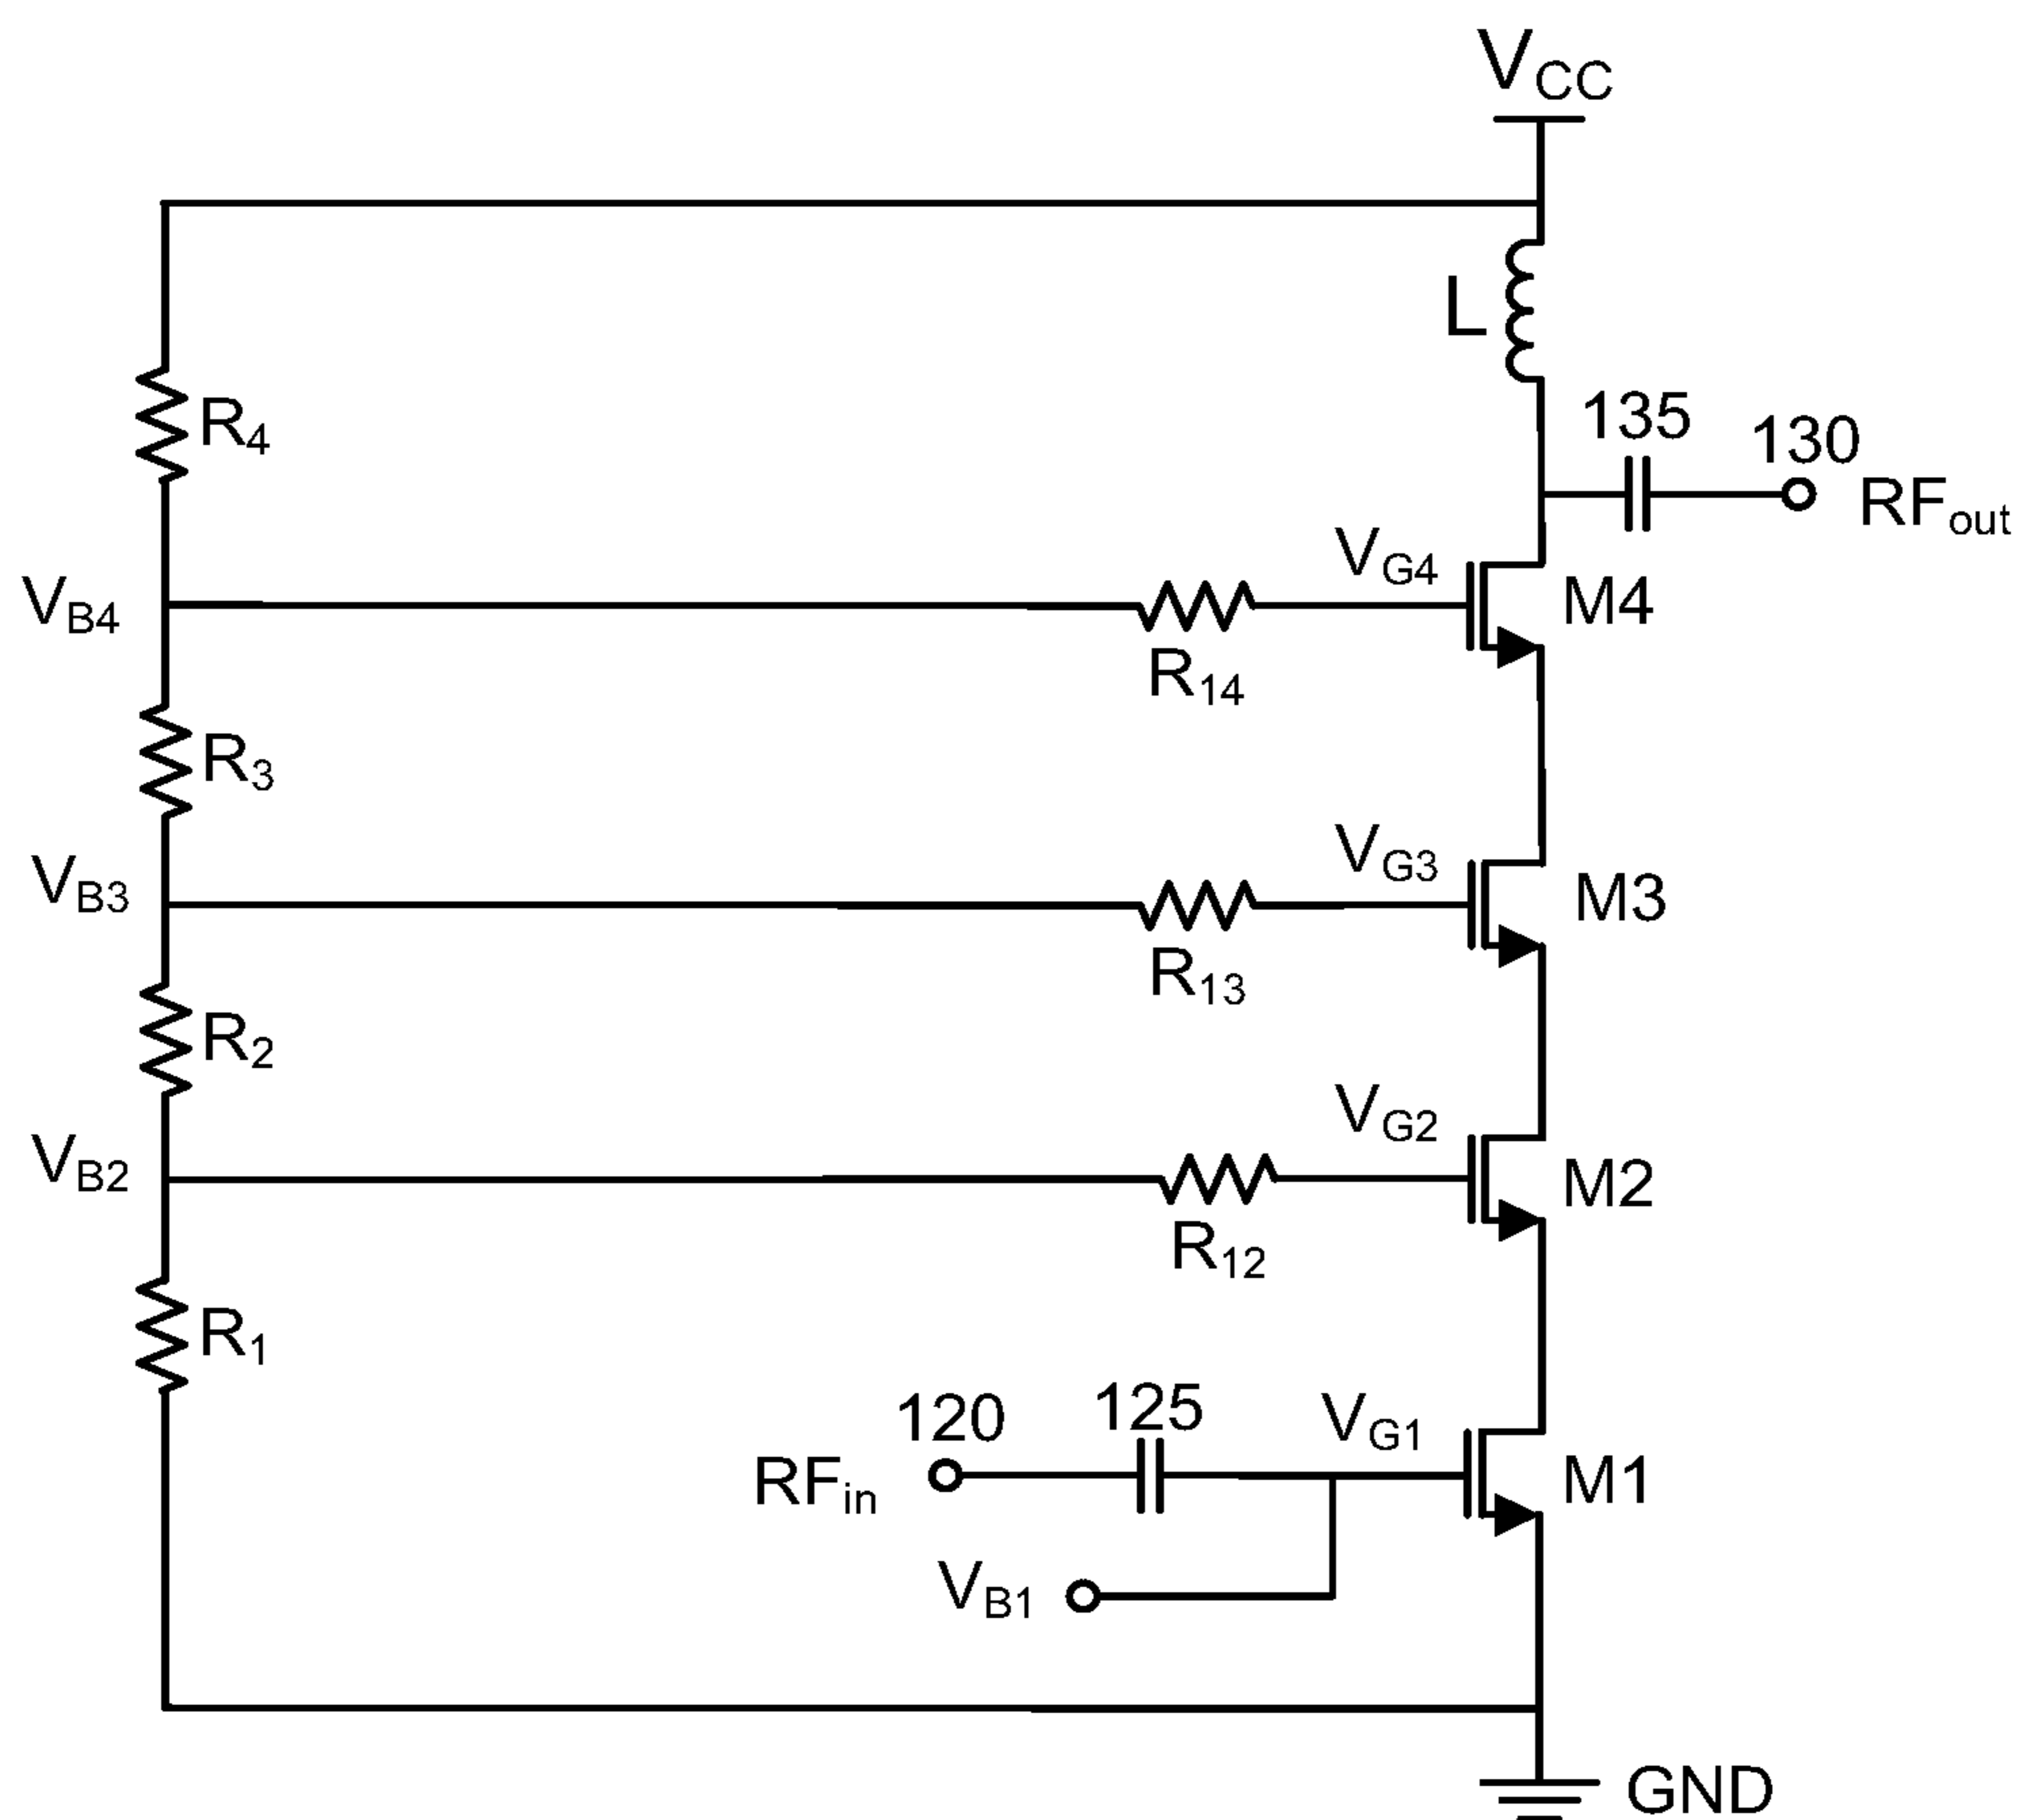 VCC
L
135
130
RFout
R4
VG4
M4
VB4
R14
R3
VG3
M3
VB3
R13
R2
VG2
M2
VB2
R12
R1
120
125
VG1
M1
RFin
VB1
GND